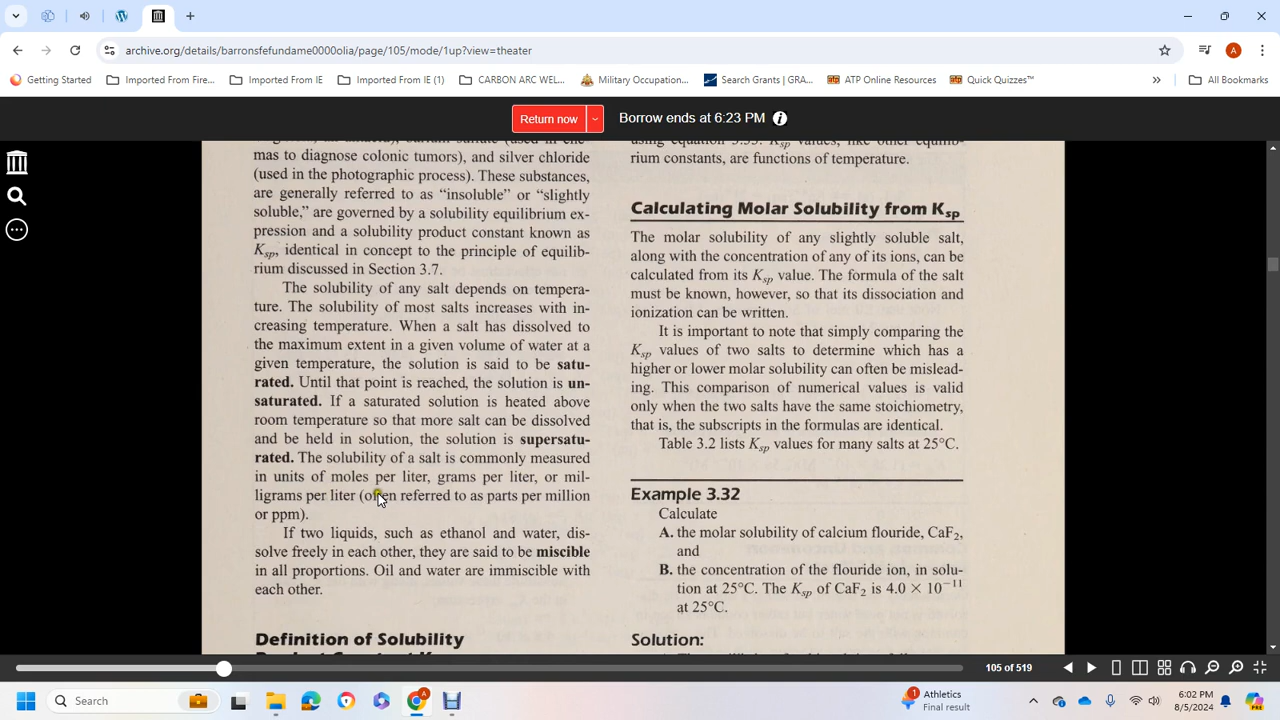 archive.org/details/barronsfefundame0000olia/page/105/mode/1up?view=theater
A
Getting Started
Imported From Fire...
Imported From IE
Imported From IE (1)
CARBON ARC WEL...
Military Occupation...
Search Grants | GRA...
ATP Online Resources
Quick Quizzes™
»
All Bookmarks
Return now
Borrow ends at 6:23 PM
mas to diagnose colonic tumors), and silver chloride
(used in the photographic process). These substances,
are generally referred to as “insoluble” or “slightly
soluble,” are governed by a solubility equilibrium ex-
pression and a solubility product constant known as
Ksp, identical in concept to the principle of equilib-
rium discussed in Section 3.7.
The solubility of any salt depends on tempera-
ture. The solubility of most salts increases with in-
creasing temperature. When a salt has dissolved to
the maximum extent in a given volume of water at a
given temperature, the solution is said to be satu-
rated. Until that point is reached, the solution is un-
saturated. If a saturated solution is heated above
room temperature so that more salt can be dissolved
and be held in solution, the solution is supersatu-
rated. The solubility of a salt is commonly measured
in units of moles per liter, grams per liter, or mil-
ligrams per liter (often referred to as parts per million
or ppm).
If two liquids, such as ethanol and water, dis-
solve freely in each other, they are said to be miscible
in all proportions. Oil and water are immiscible with
each other.
Definition of Solubility
rium constants, are functions of temperature.
Calculating Molar Solubility from Ksp
The molar solubility of any slightly soluble salt,
along with the concentration of any of its ions, can be
calculated from its Ksp value. The formula of the salt
must be known, however, so that its dissociation and
ionization can be written.
It is important to note that simply comparing the
Ksp values of two salts to determine which has a
higher or lower molar solubility can often be mislead-
ing. This comparison of numerical values is valid
only when the two salts have the same stoichiometry,
that is, the subscripts in the formulas are identical.
Table 3.2 lists Ksp values for many salts at 25°C.
Example 3.32
Calculate
A. the molar solubility of calcium flouride, CaF₂,
and
B. the concentration of the flouride ion, in solu-
tion at 25°C. The Ksp of CaF₂ is 4.0 × 10⁻¹¹
at 25°C.
Solution:
105 of 519
Search
Athletics
Final result
6:02 PM
8/5/2024